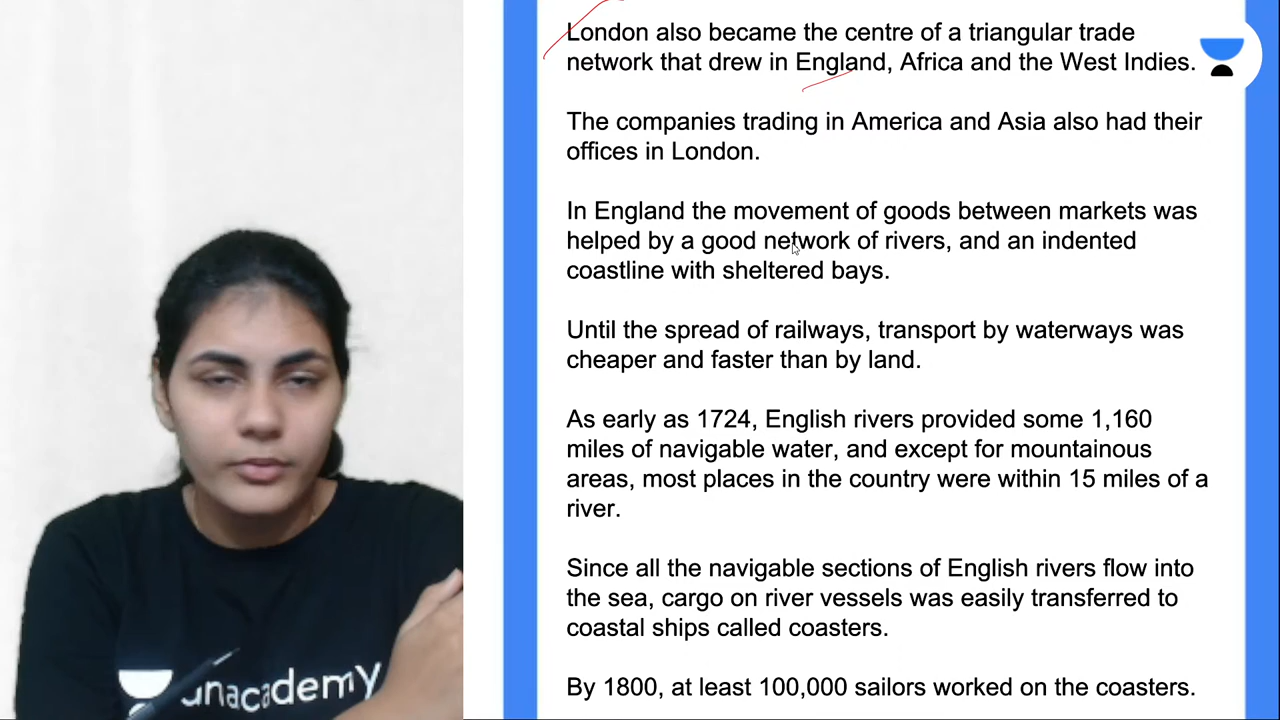 London also became the centre of a triangular trade
network that drew in England, Africa and the West Indies.
The companies trading in America and Asia also had their
offices in London.
In England the movement of goods between markets was
helped by a good network of rivers, and an indented
coastline with sheltered bays.
Until the spread of railways, transport by waterways was
cheaper and faster than by land.
As early as 1724, English rivers provided some 1,160
miles of navigable water, and except for mountainous
areas, most places in the country were within 15 miles of a
river.
Since all the navigable sections of English rivers flow into
the sea, cargo on river vessels was easily transferred to
coastal ships called coasters.
By 1800, at least 100,000 sailors worked on the coasters.
unacademy